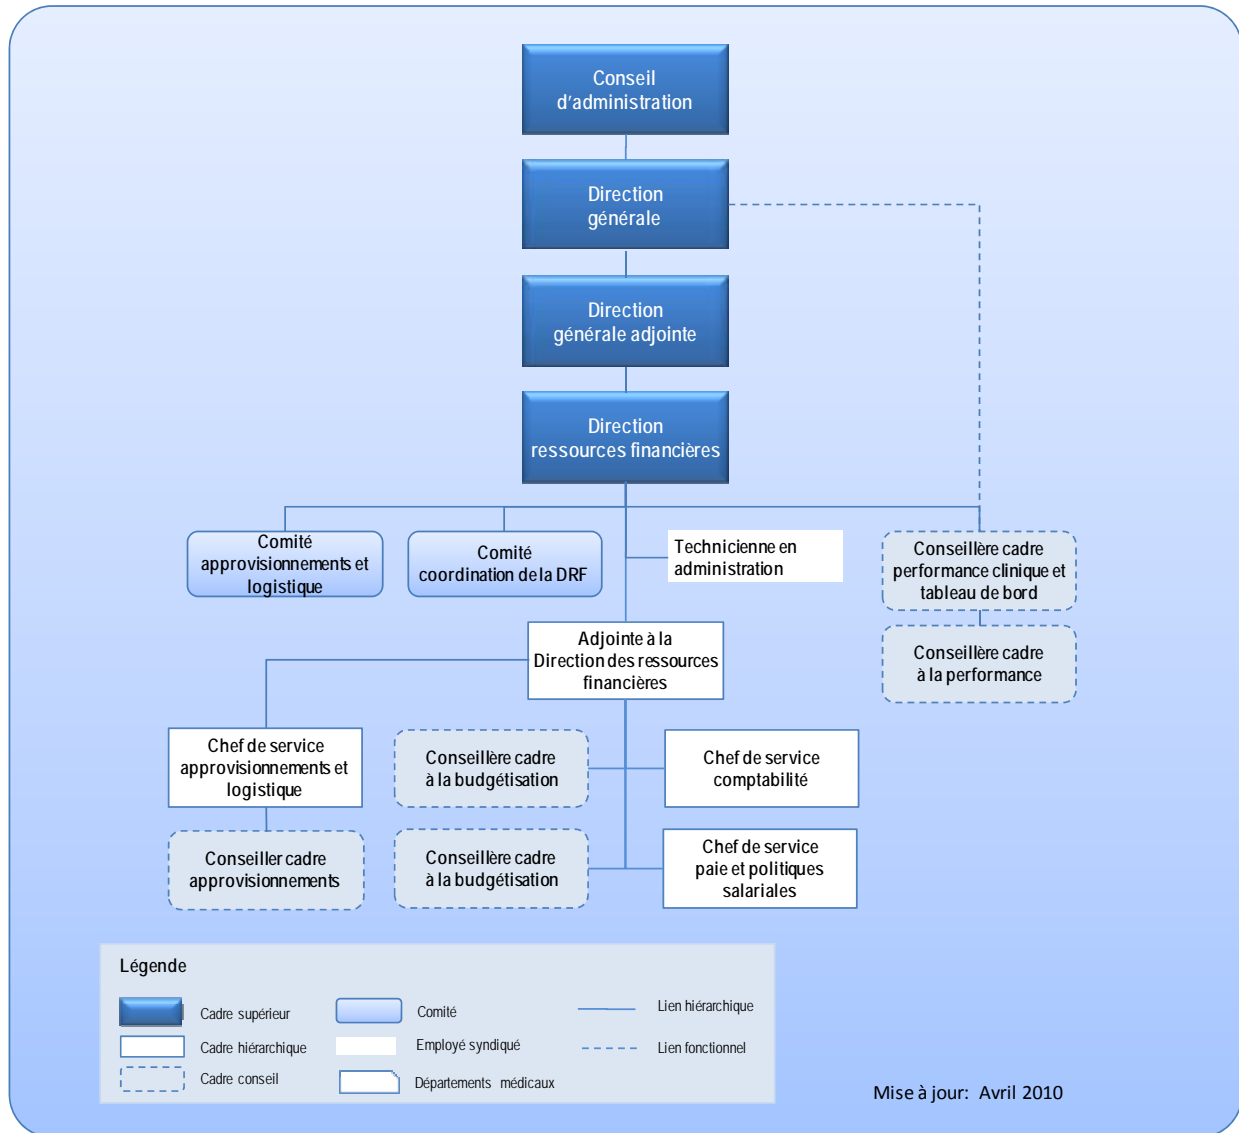 Conseil
d'administration
Direction
générale
Direction
générale adjointe
Direction
ressources financières
Comité
approvisionnements et
logistique
Comité
coordination de la DRF
Technicienne en
administration
Conseillère cadre
performance clinique et
tableau de bord
Conseillère cadre
à la performance
Adjointe à la
Direction des ressources
financières
Chef de service
approvisionnements et
logistique
Conseillère cadre
à la budgétisation
Chef de service
comptabilité
Conseiller cadre
approvisionnements
Conseillère cadre
à la budgétisation
Chef de service
paie et politiques
salariales
Légende
Cadre supérieur
Comité
Lien hiérarchique
Cadre hiérarchique
Employé syndiqué
Lien fonctionnel
Cadre conseil
Départements médicaux
Mise à jour: Avril 2010